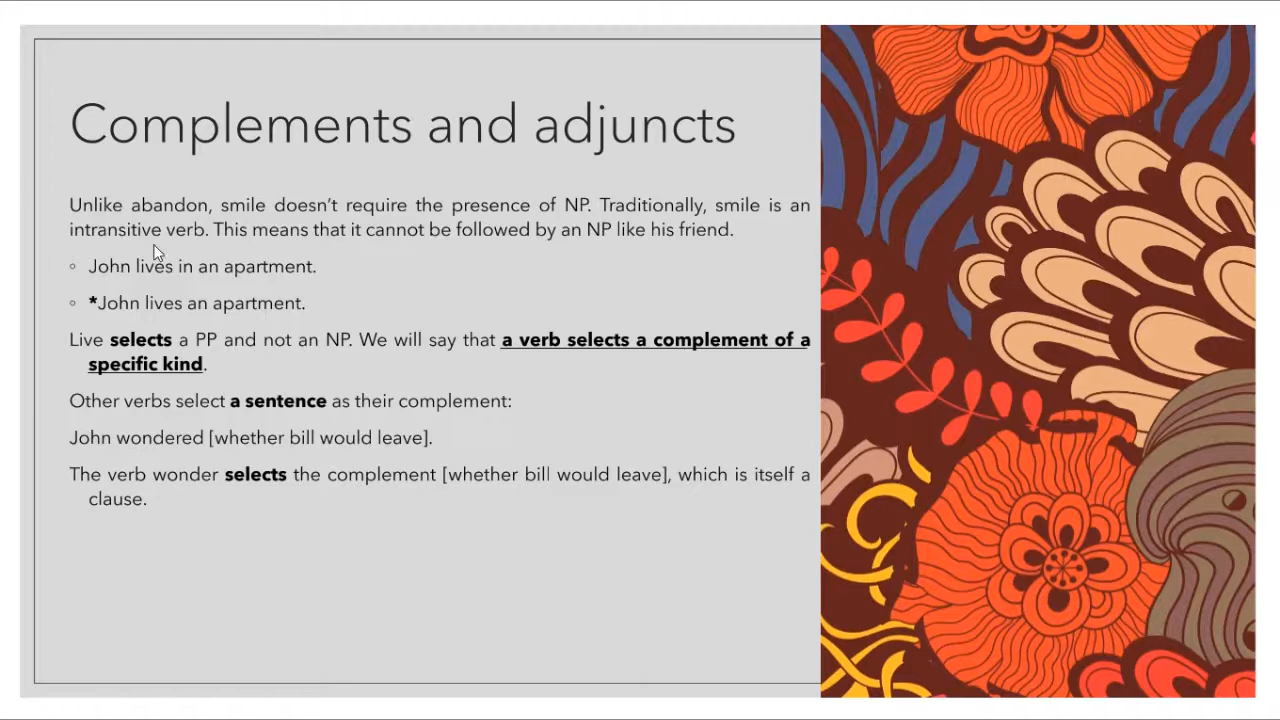 Complements and adjuncts
Unlike abandon, smile doesn't require the presence of NP. Traditionally, smile is an
intransitive verb. This means that it cannot be followed by an NP like his friend.
◦ John lives in an apartment.
◦ *John lives an apartment.
Live selects a PP and not an NP. We will say that a verb selects a complement of a
specific kind.
Other verbs select a sentence as their complement:
John wondered [whether bill would leave].
The verb wonder selects the complement [whether bill would leave], which is itself a
clause.